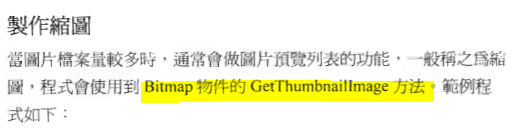 製作縮圖
當圖片檔案量較多時，通常會做圖片預覽列表的功能，一般稱之為縮
圖，程式會使用到 Bitmap 物件的 GetThumbnailImage 方法。範例程
式如下：